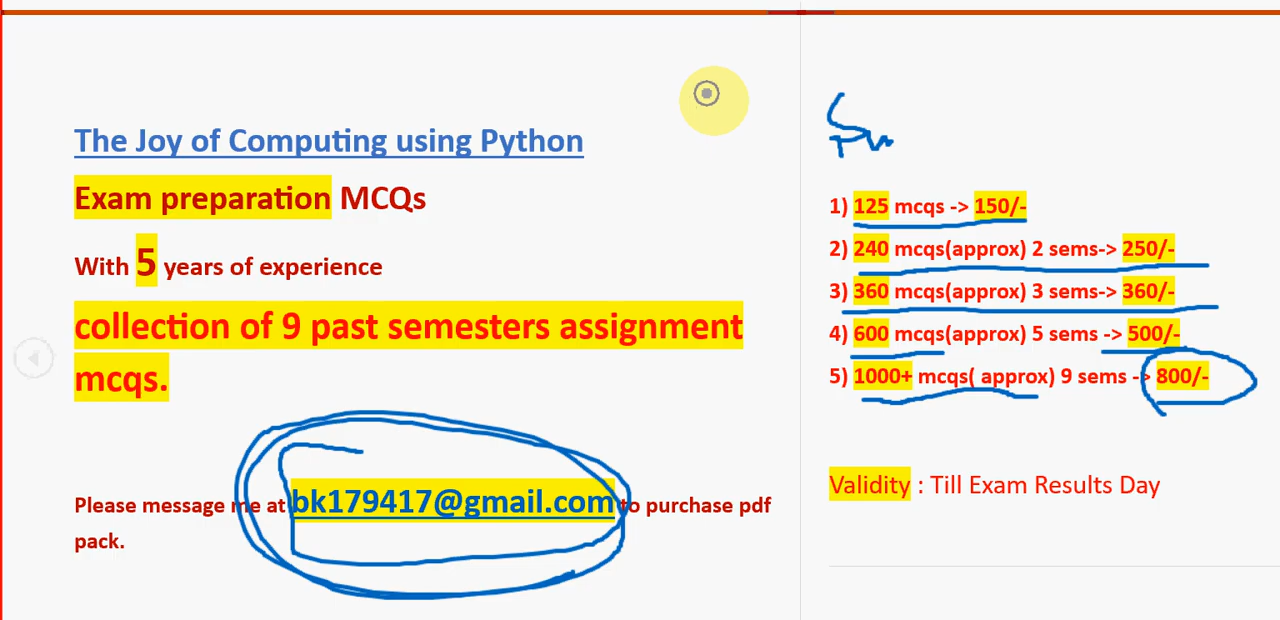 The Joy of Computing using Python
Exam preparation MCQs
With 5 years of experience
collection of 9 past semesters assignment
mcqs.
Please message me at bk179417@gmail.com to purchase pdf
pack.
1) 125 mcqs -> 150/-
2) 240 mcqs(approx) 2 sems-> 250/-
3) 360 mcqs(approx) 3 sems-> 360/-
4) 600 mcqs(approx) 5 sems -> 500/-
5) 1000+ mcqs( approx) 9 sems -> 800/-
Validity : Till Exam Results Day